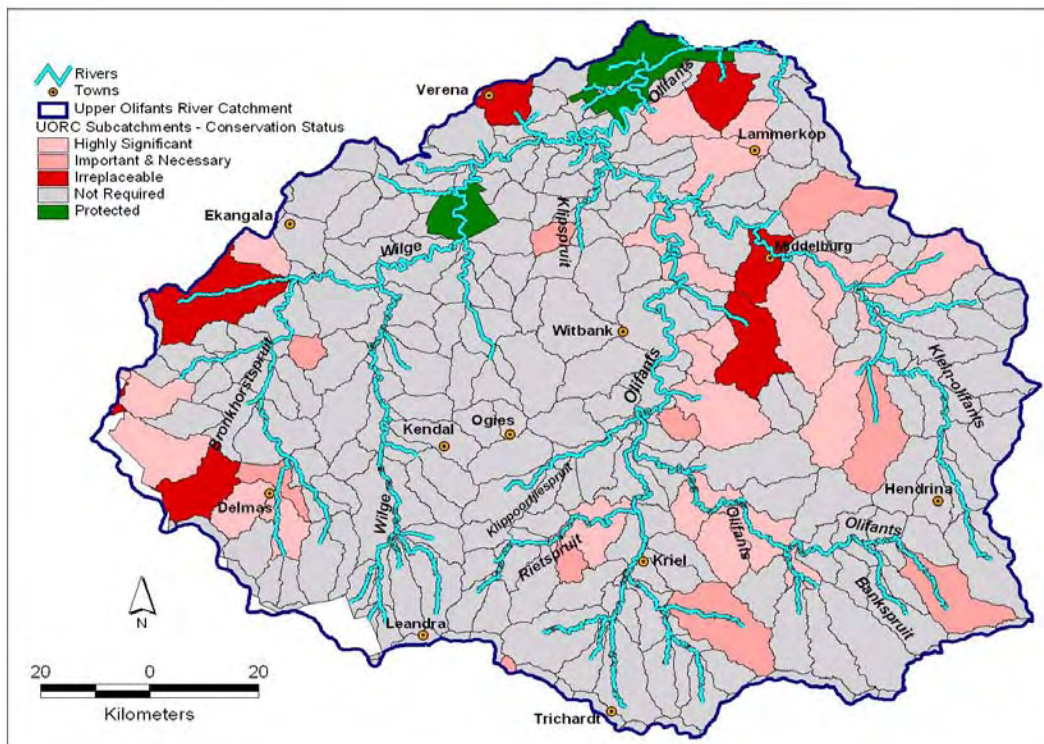 Rivers
Towns
Upper Olifants River Catchment
UORC Subcatchments - Conservation Status
Highly Significant
Important & Necessary
Irreplaceable
Not Required
Protected
Verena
Olifants
Lammerkop
Ekangala
Wilge
Klipspruit
Middelburg
Witbank
Olifants
Klein-olifants
Bronkhorstspruit
Kendal
Ogies
Klippoortjiespruit
Delmas
Wilge
Hendrina
Olifants
Olifants
Rietspruit
Kriel
Bankspruit
N
Leandra
20 0 20
Kilometers
Trichardt